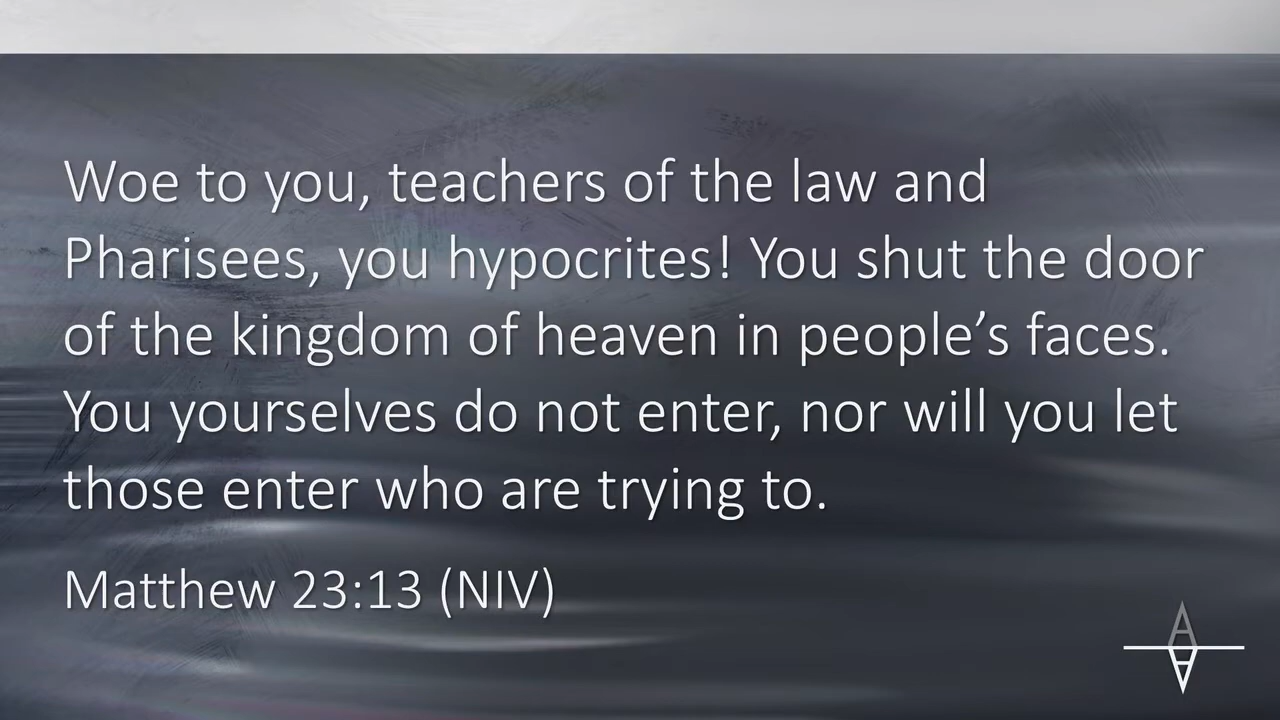 Woe to you, teachers of the law and
Pharisees, you hypocrites! You shut the door
of the kingdom of heaven in people’s faces.
You yourselves do not enter, nor will you let
those enter who are trying to.
Matthew 23:13 (NIV)